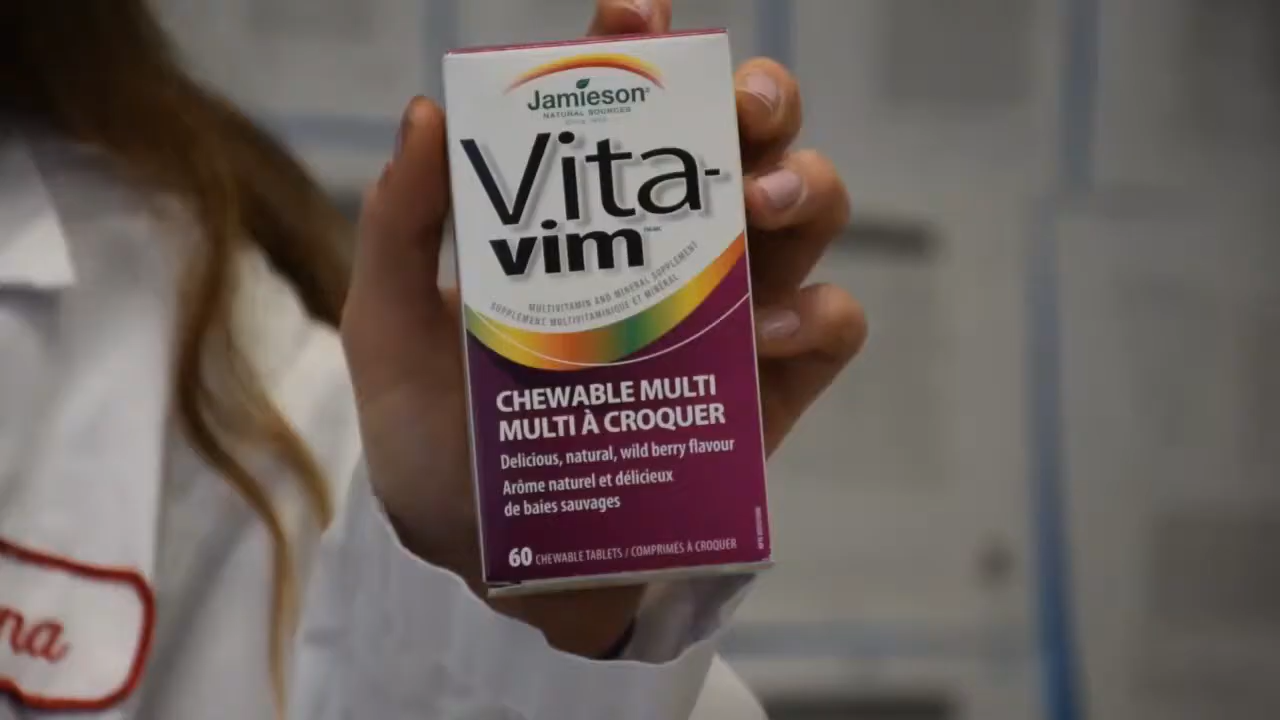 Jamieson
NATURAL SOURCES
Vita-
vim
MULTIVITAMIN AND MINERAL SUPPLEMENT
SUPPLÉMENT MULTIVITAMINIQUE ET MINÉRAL
CHEWABLE MULTI
MULTI À CROQUER
Delicious, natural, wild berry flavour
Arôme naturel et délicieux
de baies sauvages
60 CHEWABLE TABLETS / COMPRIMÉS À CROQUER
na